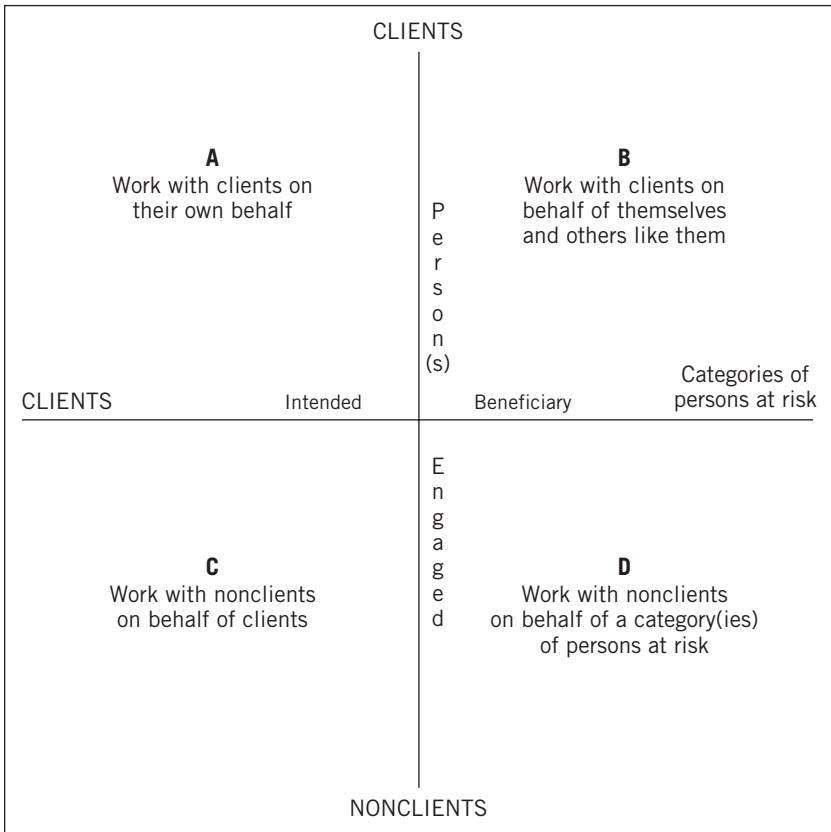 CLIENTS
A
Work with clients on
their own behalf
B
Work with clients on
behalf of themselves
and others like them
P
e
r
s
o
n
(s)
CLIENTS
Intended
Beneficiary
Categories of
persons at risk
E
n
g
a
g
e
d
C
Work with nonclients
on behalf of clients
D
Work with nonclients
on behalf of a category(ies)
of persons at risk
NONCLIENTS